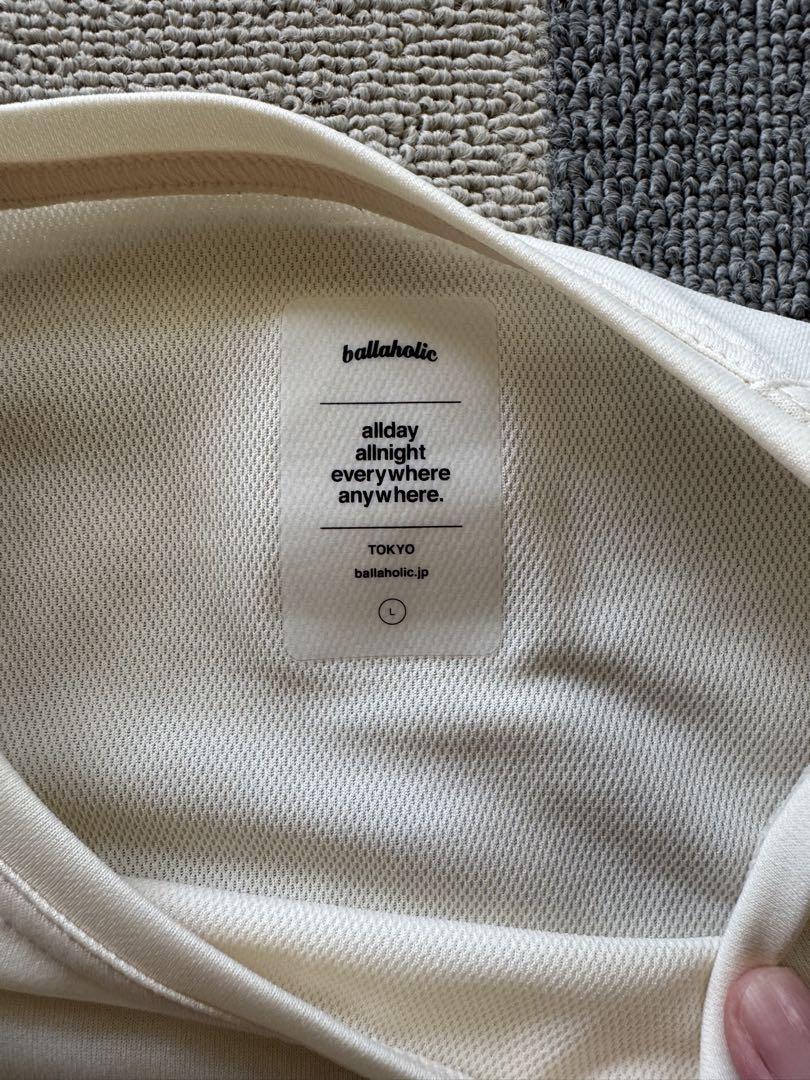 ballaholic
allday
allnight
everywhere
anywhere.
TOKYO
ballaholic.jp
L